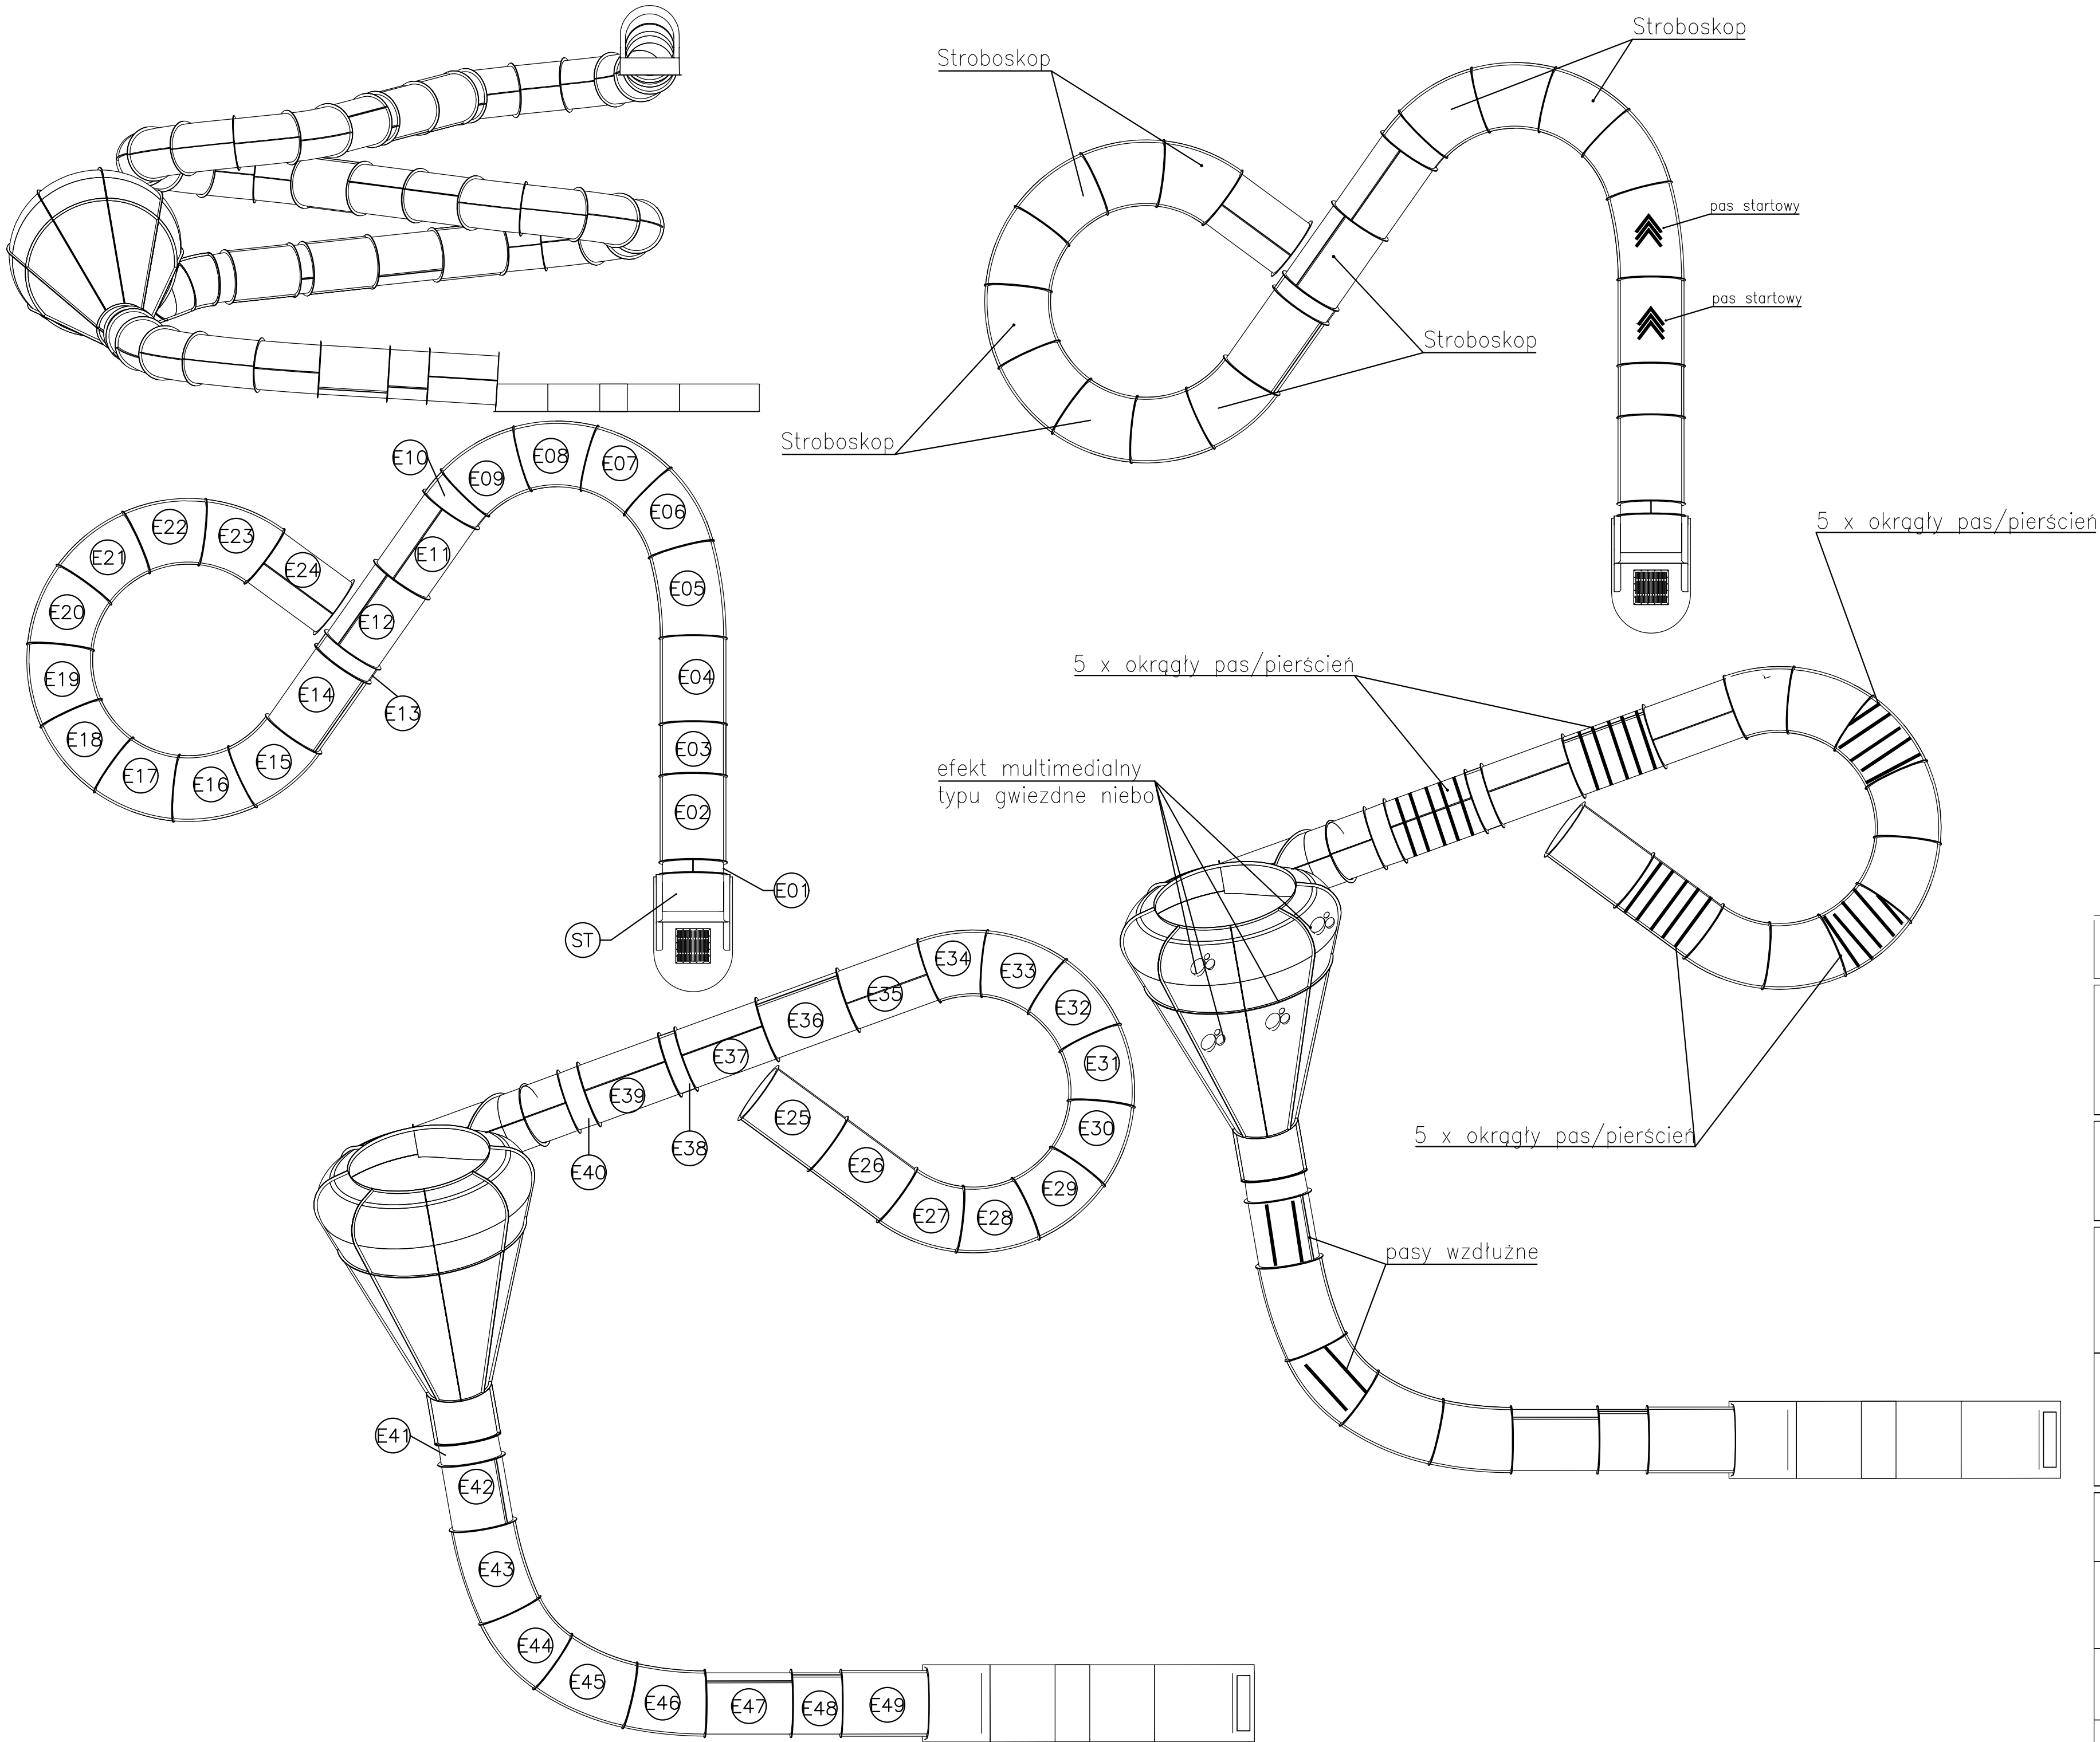 Stroboskop
Stroboskop
pas startowy
pas startowy
Stroboskop
Stroboskop
E10
E09
E08
E07
E06
E22
E23
E21
E24
E11
E05
E20
E12
E19
E14
E13
E04
E18
E17
E16
E15
E03
E02
E01
ST
5 x okrągły pas/pierścień
5 x okrągły pas/pierścień
efekt multimedialny
typu gwiezdne niebo
5 x okrągły pas/pierścień
pasy wzdłużne
E34
E33
E35
E32
E36
E31
E37
E39
E25
E30
E38
E40
E26
E29
E27
E28
E41
E42
E43
E44
E45
E46
E47
E48
E49